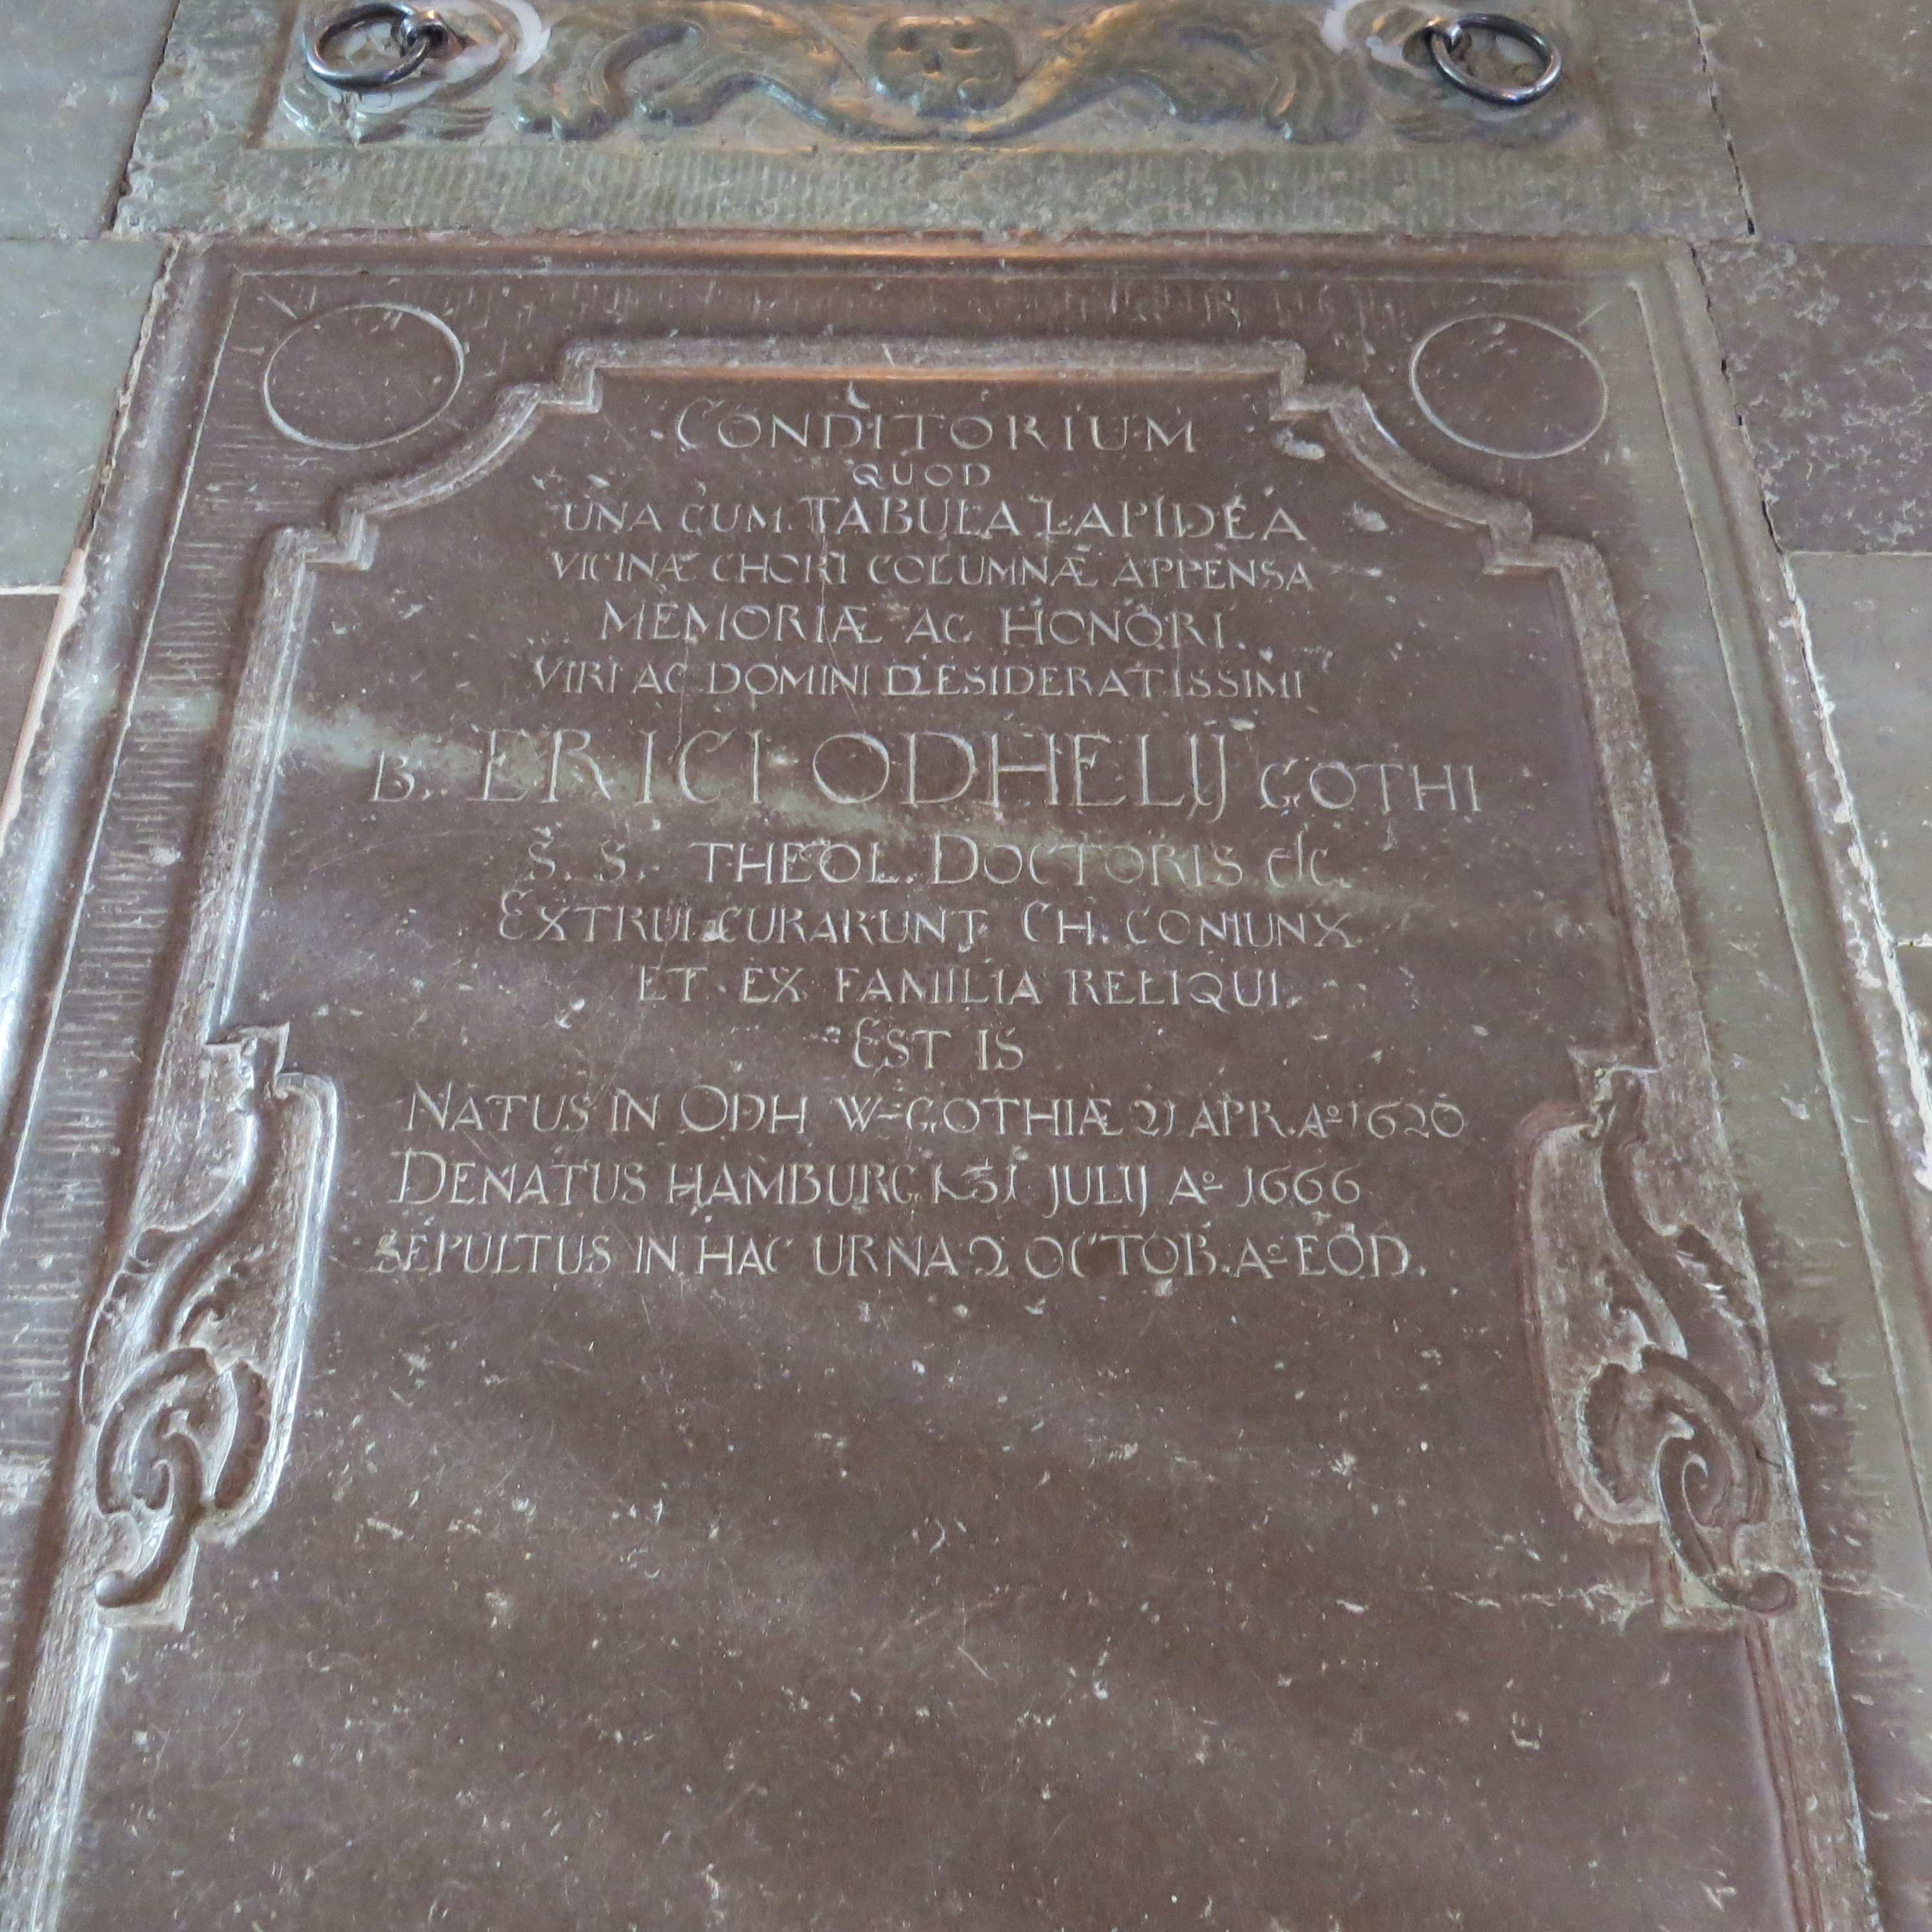 CONDITORIUM
QUOD
UNA CUM TABULA LAPIDEA
VICINÆ CHORI COLUMNÆ APPENSA
MEMORIÆ AC HONORI
VIRI AC DOMINI DESIDERATISSIMI
B. ERICI ODHELIJ GOTHI
S. S. THEOL. DOCTORIS etc.
EXTRUI CURARUNT CH. CONIUNX
ET EX FAMILIA RELIQUI.
EST IS
NATUS IN ODH W-GOTHIÆ 21 APR. Aº 1620
DENATUS HAMBURGI 31 JULIJ Aº 1666
SEPULTUS IN HAC URNA 2 OCTOB. Aº EOD.